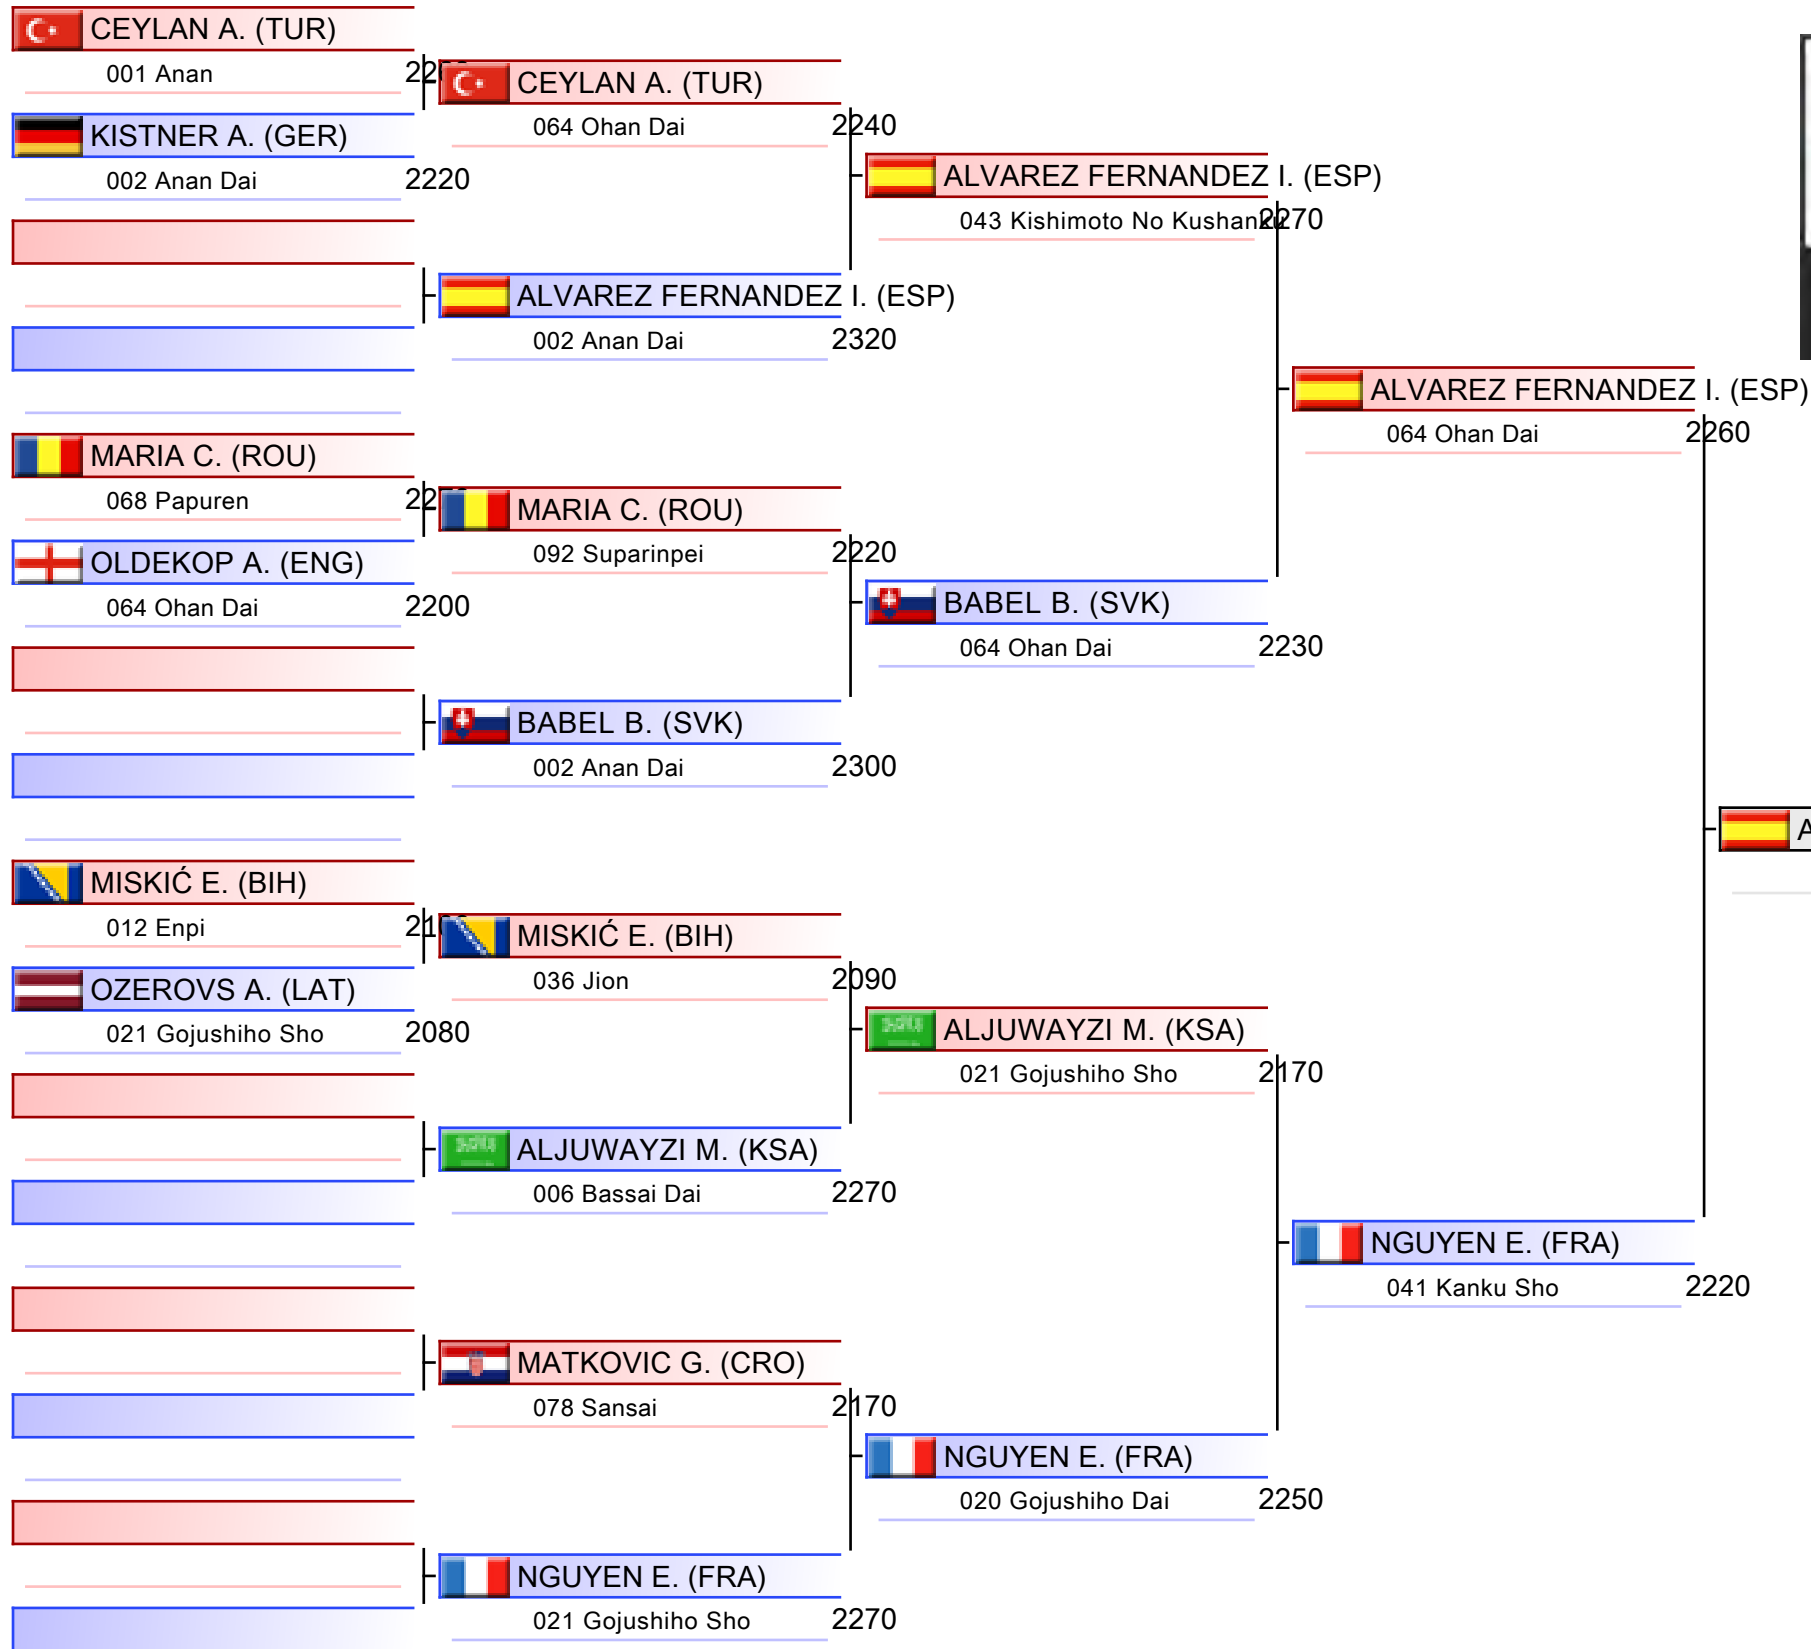 CEYLAN A. (TUR)
001 Anan
KISTNER A. (GER)
002 Anan Dai 2220
MARIA C. (ROU)
068 Papuren
OLDEKOP A. (ENG)
064 Ohan Dai 2200
MISKIĆ E. (BIH)
012 Enpi
OZEROVS A. (LAT)
021 Gojushiho Sho 2080
CEYLAN A. (TUR)
064 Ohan Dai 2240
ALVAREZ FERNANDEZ I. (ESP)
002 Anan Dai 2320
MARIA C. (ROU)
092 Suparinpei 2220
BABEL B. (SVK)
002 Anan Dai 2300
MISKIĆ E. (BIH)
036 Jion 2090
ALJUWAYZI M. (KSA)
006 Bassai Dai 2270
MATKOVIC G. (CRO)
078 Sansai 2170
NGUYEN E. (FRA)
021 Gojushiho Sho 2270
ALVAREZ FERNANDEZ I. (ESP)
043 Kishimoto No Kushanku 2270
BABEL B. (SVK)
064 Ohan Dai 2230
ALJUWAYZI M. (KSA)
021 Gojushiho Sho 2170
NGUYEN E. (FRA)
020 Gojushiho Dai 2250
ALVAREZ FERNANDEZ I. (ESP)
064 Ohan Dai 2260
NGUYEN E. (FRA)
041 Kanku Sho 2220